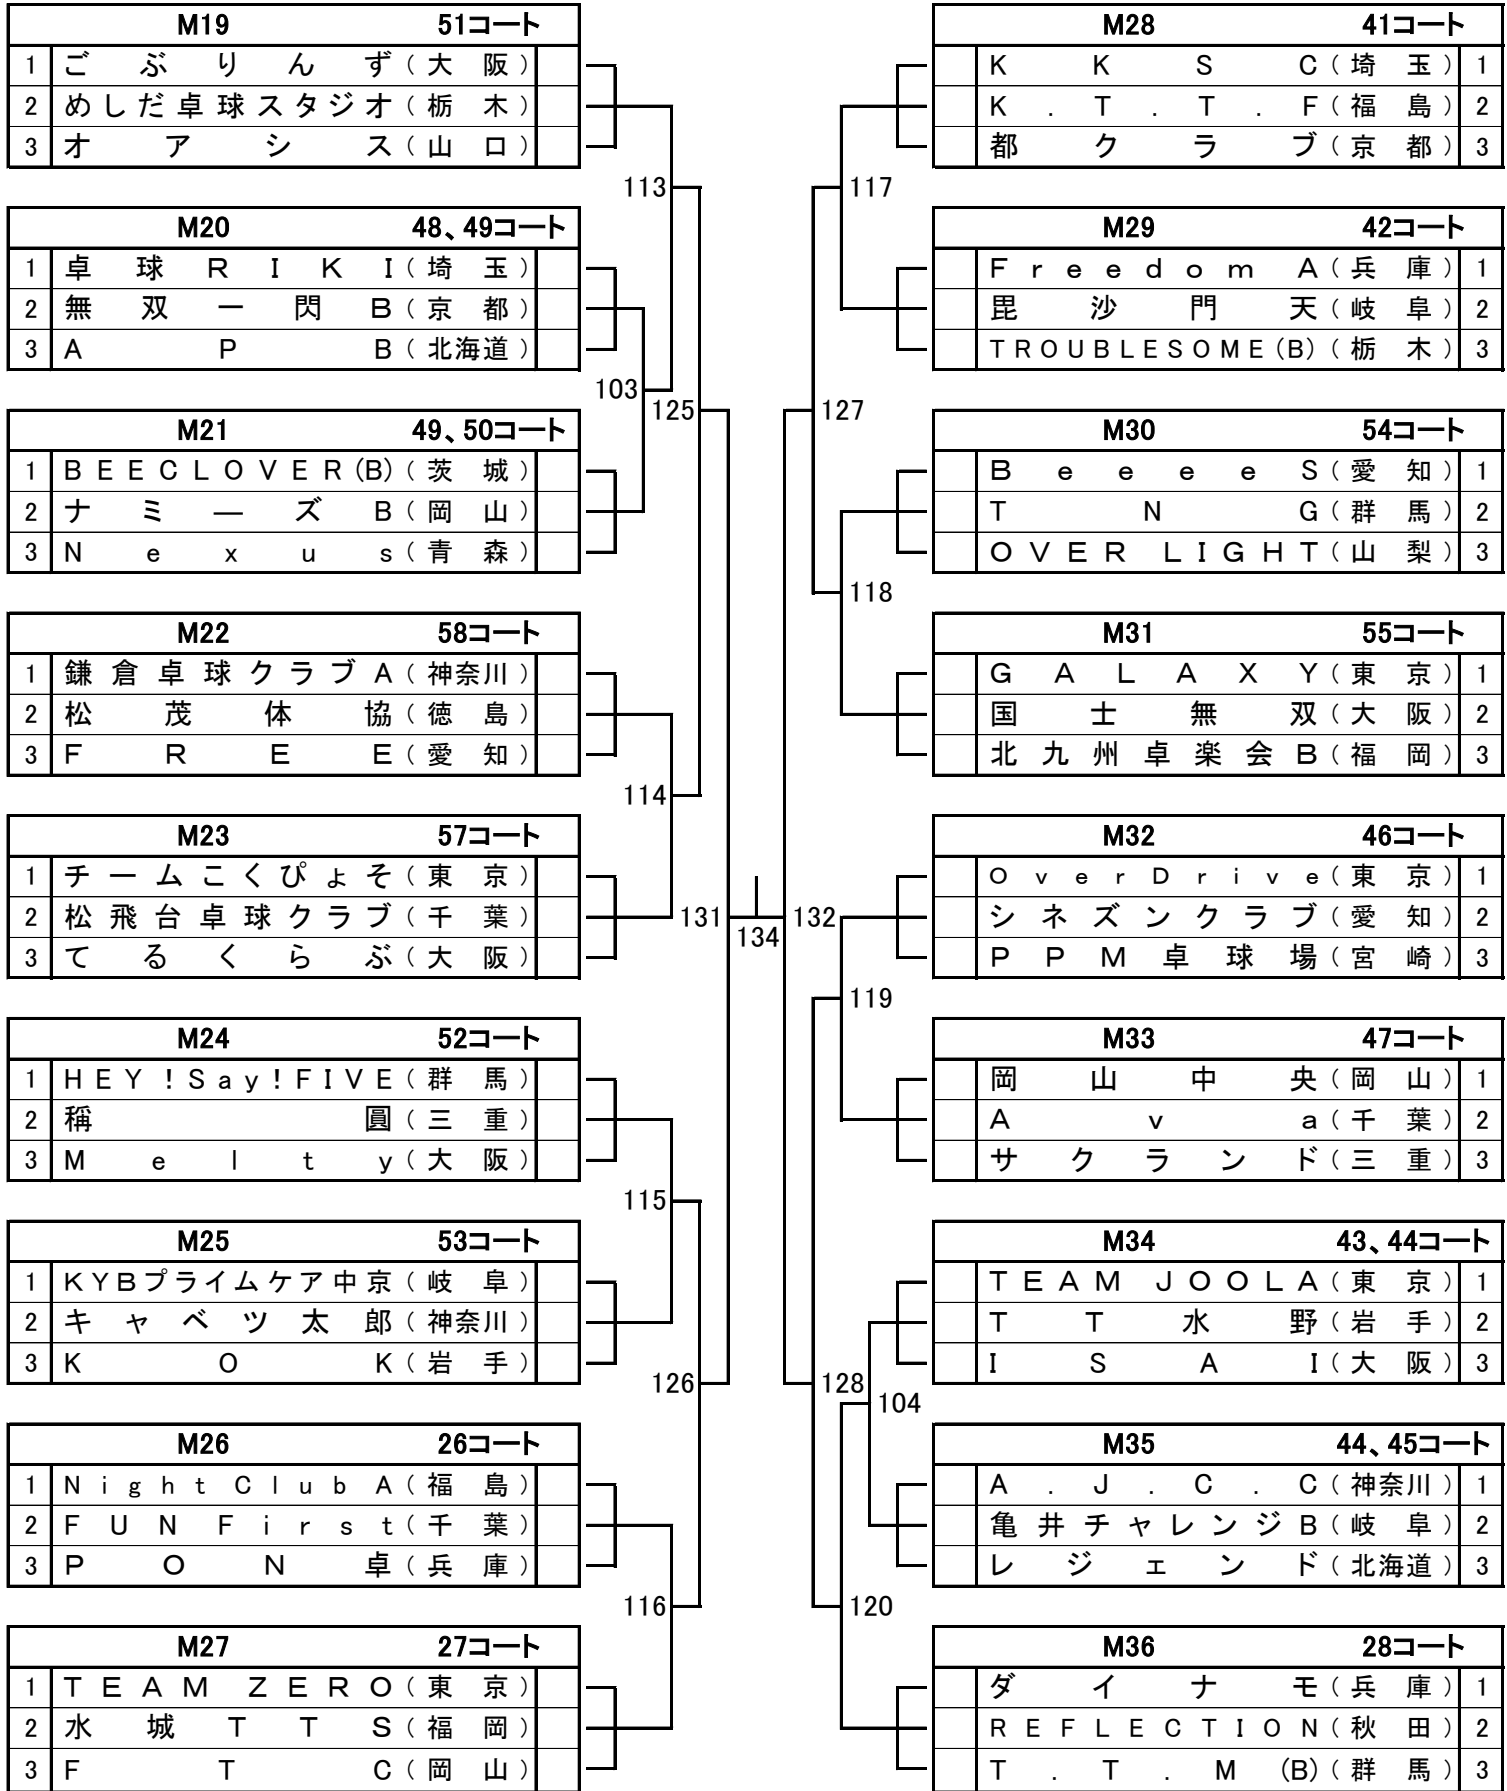 M19 51コート
1 ごぶりんず(大阪)
2 めしだ卓球スタジオ(栃木)
3 オアシス(山口)
113
M20 48、49コート
1 卓球RIKI(埼玉)
2 無双一閃B(京都)
3 APB(北海道)
103
125
M21 49、50コート
1 BEECLOVER(B)(茨城)
2 ナミーズB(岡山)
3 Nexus(青森)
M22 58コート
1 鎌倉卓球クラブA(神奈川)
2 松茂体協(徳島)
3 FREE(愛知)
114
M23 57コート
1 チームこくぴょそ(東京)
2 松飛台卓球クラブ(千葉)
3 てるくらぶ(大阪)
131
134
M24 52コート
1 HEY!Say!FIVE(群馬)
2 稱圓(三重)
3 Melty(大阪)
115
M25 53コート
1 KYBプライムケア中京(岐阜)
2 キャベツ太郎(神奈川)
3 KOK(岩手)
126
M26 26コート
1 NightClubA(福島)
2 FUN First(千葉)
3 PON卓(兵庫)
116
M27 27コート
1 TEAM ZERO(東京)
2 水城TTS(福岡)
3 FTC(岡山)
M28 41コート
KKSC(埼玉) 1
K.T.T.F(福島) 2
都クラブ(京都) 3
117
M29 42コート
Freedom A(兵庫) 1
毘沙門天(岐阜) 2
TROUBLESOME(B)(栃木) 3
127
M30 54コート
BeeeS(愛知) 1
TNG(群馬) 2
OVER LIGHT(山梨) 3
118
M31 55コート
GALAXY(東京) 1
国士無双(大阪) 2
北九州卓楽会B(福岡) 3
M32 46コート
OverDrive(東京) 1
シネズンクラブ(愛知) 2
PPM卓球場(宮崎) 3
132
119
M33 47コート
岡山中央(岡山) 1
Ava(千葉) 2
サクランド(三重) 3
M34 43、44コート
TEAM JOOLA(東京) 1
TT水野(岩手) 2
ISAI(大阪) 3
128
104
M35 44、45コート
A.J.C.C(神奈川) 1
亀井チャレンジB(岐阜) 2
レジェンド(北海道) 3
120
M36 28コート
ダイナモ(兵庫) 1
REFLECTION(秋田) 2
T.T.M(B)(群馬) 3